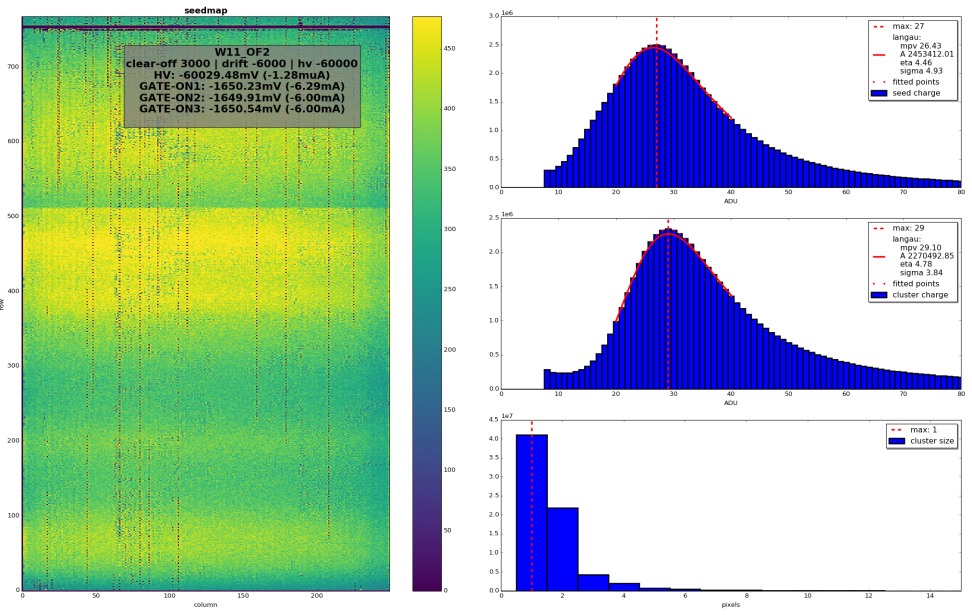 seedmap
W11_OF2
clear-off 3000 | drift -6000 | hv -60000
HV: -60029.48mV (-1.28muA)
GATE-ON1: -1650.23mV (-6.29mA)
GATE-ON2: -1649.91mV (-6.00mA)
GATE-ON3: -1650.54mV (-6.00mA)
700
600
500
400
300
200
100
0
row
0
50
100
150
200
column
450
400
350
300
250
200
150
100
50
0
1e6
3.0
2.5
2.0
1.5
1.0
0.5
0.0
max: 27
langau:
mpv 26.43
A 2453412.01
eta 4.46
sigma 4.93
fitted points
seed charge
0
10
20
30
40
50
60
70
80
ADU
1e6
2.5
2.0
1.5
1.0
0.5
0.0
max: 29
langau:
mpv 29.10
A 2270492.85
eta 4.78
sigma 3.84
fitted points
cluster charge
0
10
20
30
40
50
60
70
80
ADU
1e7
4.5
4.0
3.5
3.0
2.5
2.0
1.5
1.0
0.5
0.0
max: 1
cluster size
0
2
4
6
8
10
12
14
pixels